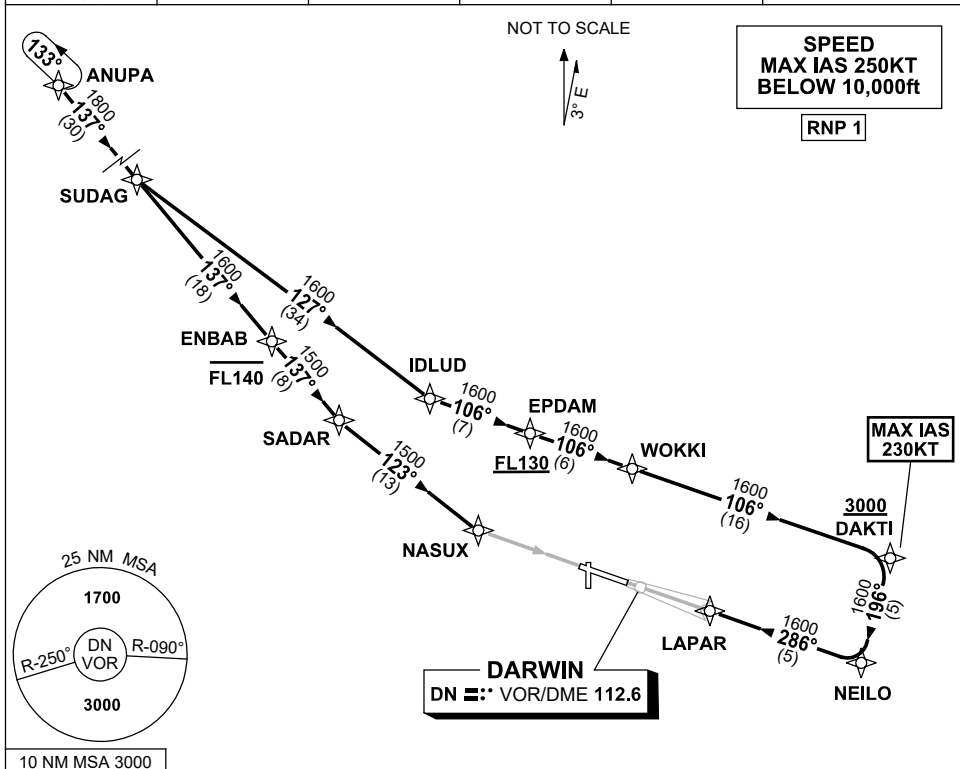 NOT TO SCALE
3° E
SPEED
MAX IAS 250KT
BELOW 10,000ft
RNP 1
133°
ANUPA
1800
137°
(30)
SUDAG
1600
137°
(18)
1600
127°
(34)
ENBAB
FL140
1500
137°
(8)
SADAR
IDLUD
1600
106°
(7)
EPDAM
FL130
1600
106°
(6)
WOKKI
MAX IAS
230KT
1600
106°
(16)
3000
DAKTI
1500
123°
(13)
NASUX
1600
196°
(5)
LAPAR
1600
286°
(5)
NEILO
DARWIN
DN VOR/DME 112.6
25 NM MSA
1700
DN
VOR
R-250°
R-090°
3000
10 NM MSA 3000